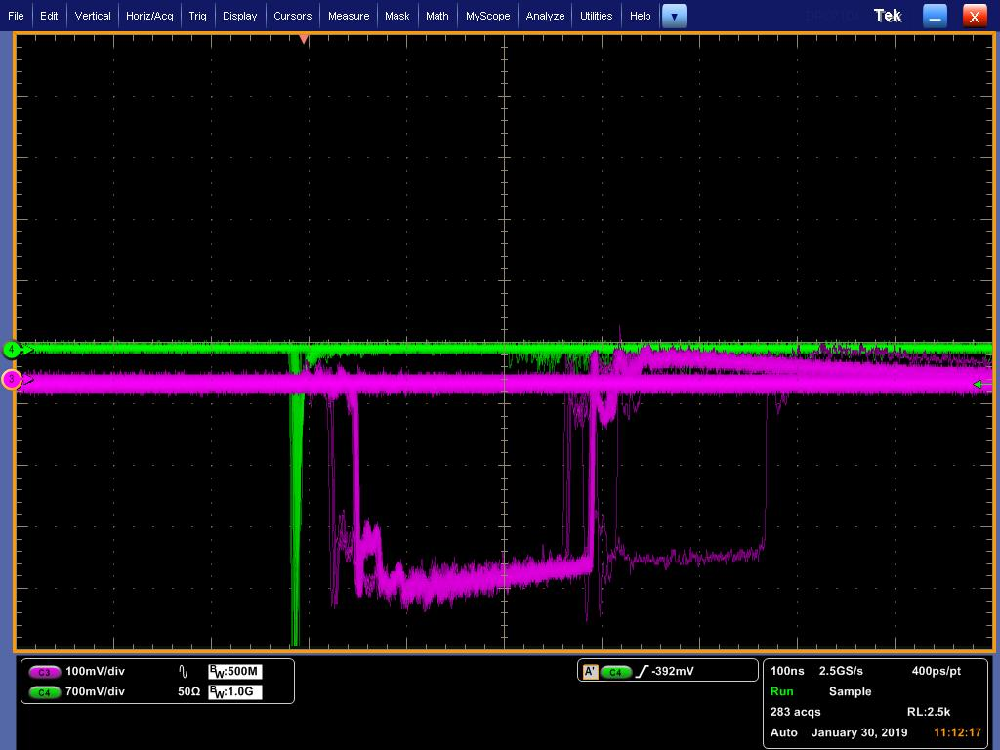 File Edit Vertical Horiz/Acq Trig Display Cursors Measure Mask Math MyScope Analyze Utilities Help Tek X
4
3
C3 100mV/div BW:500M
C4 700mV/div 50Ω BW:1.0G
A' C4 -392mV
100ns 2.5GS/s 400ps/pt
Run Sample
283 acqs RL:2.5k
Auto January 30, 2019 11:12:17